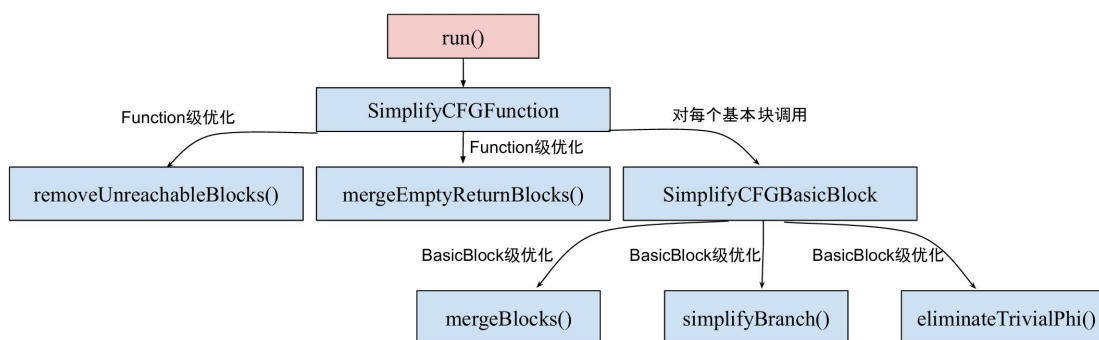 run()
SimplifyCFGFunction
Function级优化
Function级优化
对每个基本块调用
removeUnreachableBlocks()
mergeEmptyReturnBlocks()
SimplifyCFGBasicBlock
BasicBlock级优化
BasicBlock级优化
BasicBlock级优化
mergeBlocks()
simplifyBranch()
eliminateTrivialPhi()